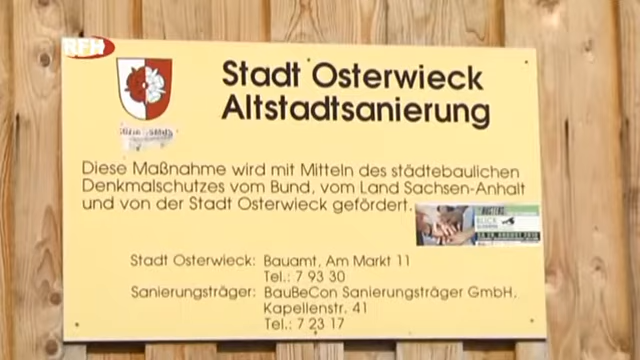 RFH
Stadt Osterwieck
Altstadtsanierung
Diese Maßnahme wird mit Mitteln des städtebaulichen
Denkmalschutzes vom Bund, vom Land Sachsen-Anhalt
und von der Stadt Osterwieck gefördert.
BLICK
Stadt Osterwieck: Bauamt, Am Markt 11
Tel.: 7 93 30
Sanierungsträger: BauBeCon Sanierungsträger GmbH.
Kapellenstr. 41
Tel.: 7 23 17